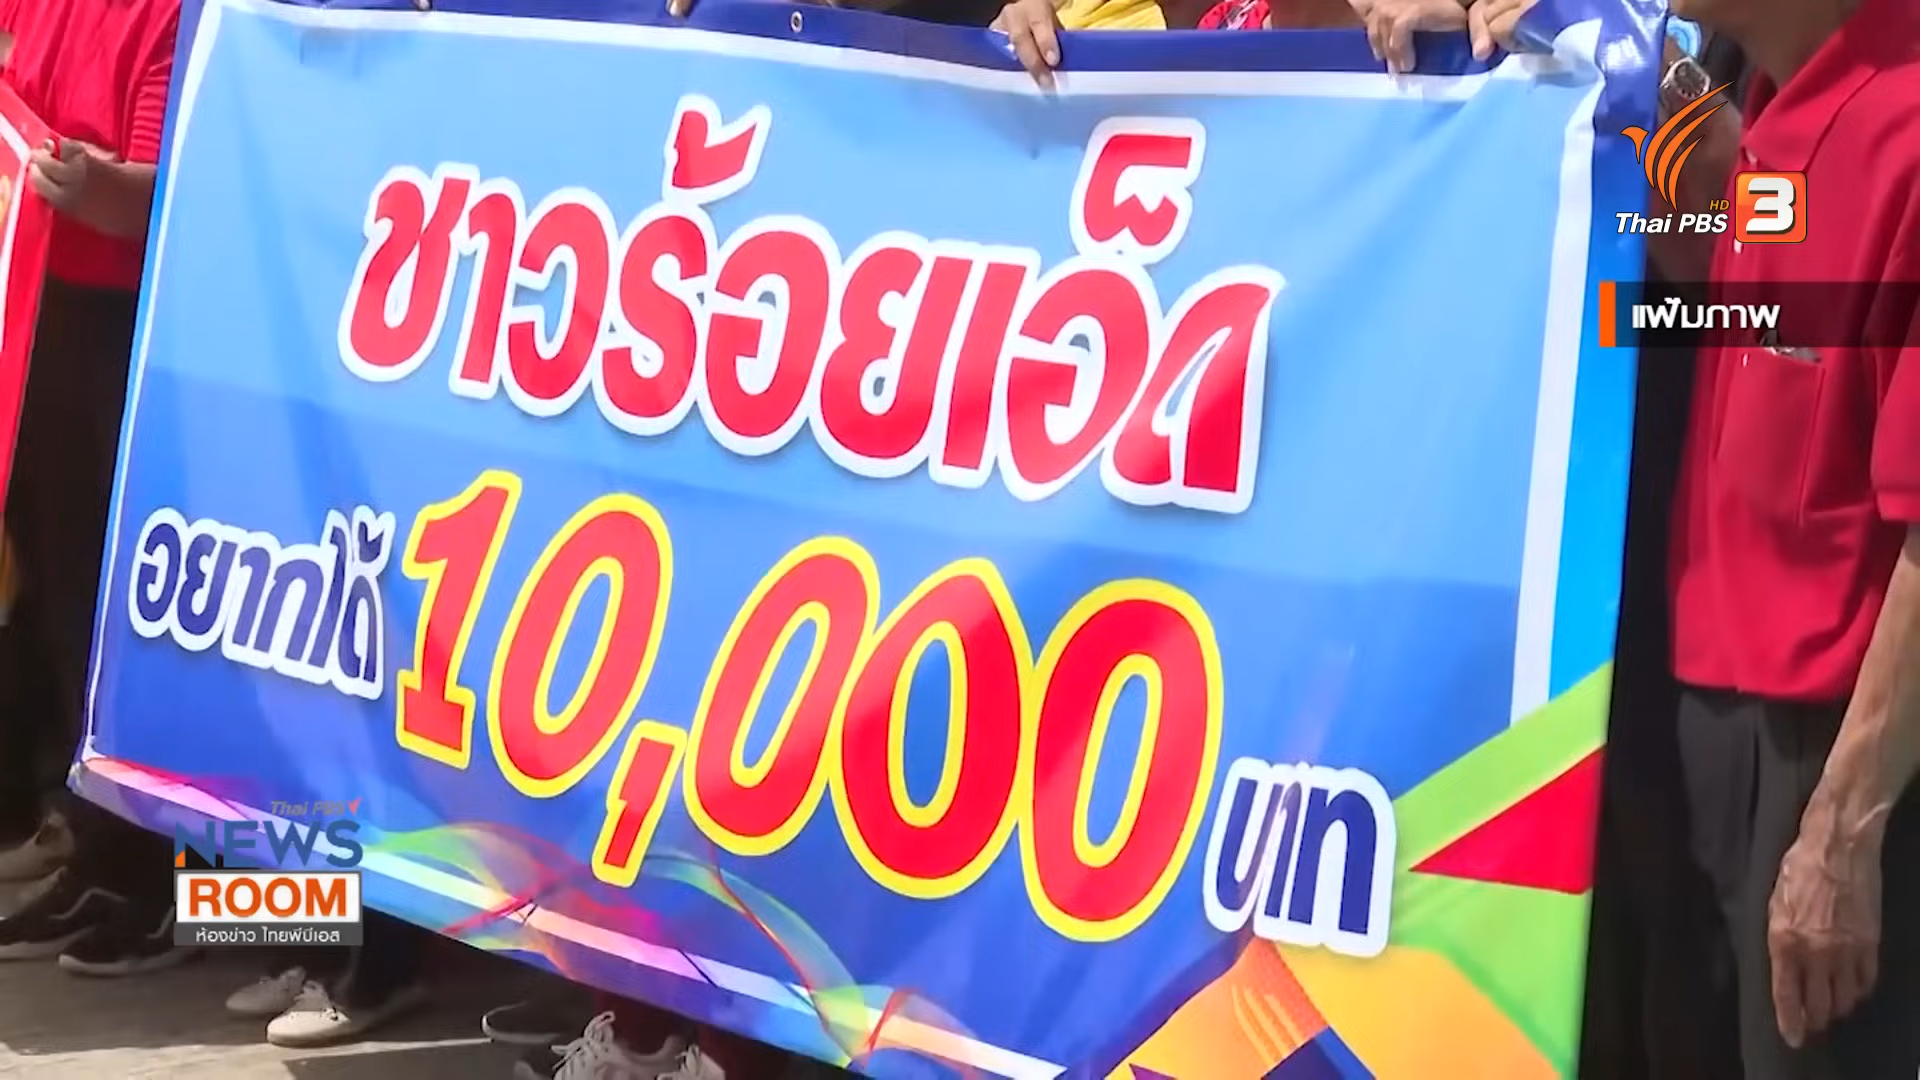 ชาวร้อยเอ็ด
อยากได้ 10,000 บาท
HD
Thai PBS 3
แฟ้มภาพ
Thai PBS
NEWS
ROOM
ห้องข่าว ไทยพีบีเอส